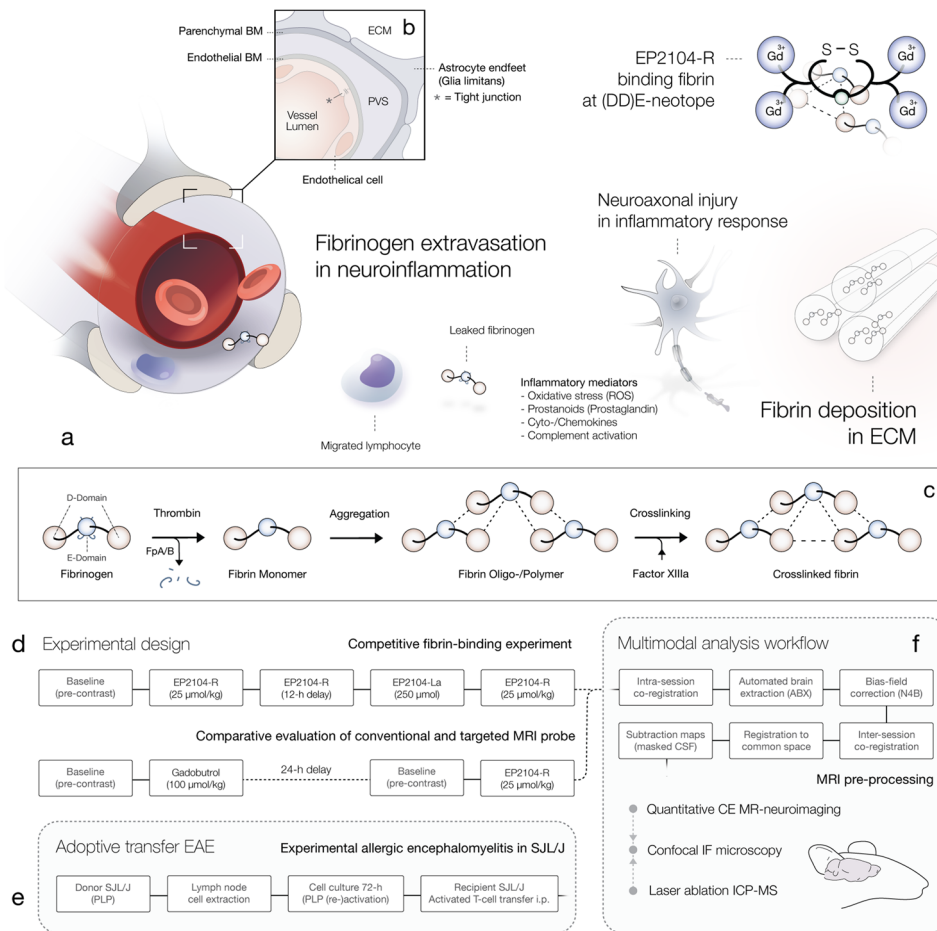 Parenchymal BM
ECM
b
Endothelial BM
Astrocyte endfeet
(Glia limitans)
* = Tight junction
*
PVS
Vessel
Lumen
Endothelical cell
EP2104-R
binding fibrin
at (DD)E-neotope
S – S
Gd 3+
Gd 3+
Gd 3+
Gd 3+
Fibrinogen extravasation
in neuroinflammation
Neuroaxonal injury
in inflammatory response
Leaked fibrinogen
Migrated lymphocyte
Inflammatory mediators
- Oxidative stress (ROS)
- Prostanoids (Prostaglandin)
- Cyto-/Chemokines
- Complement activation
Fibrin deposition
in ECM
a
c
D-Domain
E-Domain
Fibrinogen
Thrombin
FpA/B
Fibrin Monomer
Aggregation
Fibrin Oligo-/Polymer
Crosslinking
Factor XIIIa
Crosslinked fibrin
d
Experimental design
Competitive fibrin-binding experiment
Baseline
(pre-contrast)
EP2104-R
(25 µmol/kg)
EP2104-R
(12-h delay)
EP2104-La
(250 µmol)
EP2104-R
(25 µmol/kg)
Comparative evaluation of conventional and targeted MRI probe
Baseline
(pre-contrast)
Gadobutrol
(100 µmol/kg)
24-h delay
Baseline
(pre-contrast)
EP2104-R
(25 µmol/kg)
e
Adoptive transfer EAE
Experimental allergic encephalomyelitis in SJL/J
Donor SJL/J
(PLP)
Lymph node
cell extraction
Cell culture 72-h
(PLP (re-)activation)
Recipient SJL/J
Activated T-cell transfer i.p.
Multimodal analysis workflow
f
Intra-session
co-registration
Automated brain
extraction (ABX)
Bias-field
correction (N4B)
Subtraction maps
(masked CSF)
Registration to
common space
Inter-session
co-registration
MRI pre-processing
Quantitative CE MR-neuroimaging
Confocal IF microscopy
Laser ablation ICP-MS